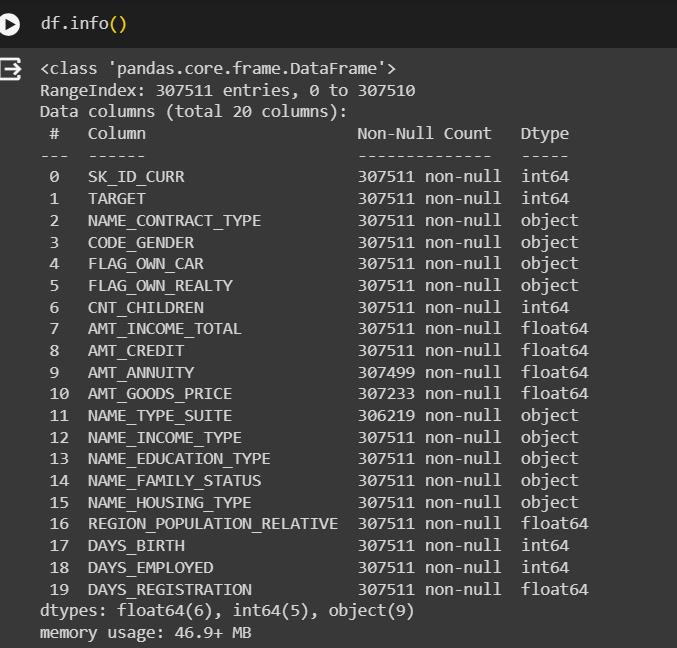 df.info()
<class 'pandas.core.frame.DataFrame'>
RangeIndex: 307511 entries, 0 to 307510
Data columns (total 20 columns):
 #   Column                      Non-Null Count   Dtype
---  ------                      --------------   -----
 0   SK_ID_CURR                  307511 non-null  int64
 1   TARGET                      307511 non-null  int64
 2   NAME_CONTRACT_TYPE          307511 non-null  object
 3   CODE_GENDER                 307511 non-null  object
 4   FLAG_OWN_CAR                307511 non-null  object
 5   FLAG_OWN_REALTY             307511 non-null  object
 6   CNT_CHILDREN                307511 non-null  int64
 7   AMT_INCOME_TOTAL            307511 non-null  float64
 8   AMT_CREDIT                  307511 non-null  float64
 9   AMT_ANNUITY                 307499 non-null  float64
 10  AMT_GOODS_PRICE             307233 non-null  float64
 11  NAME_TYPE_SUITE             306219 non-null  object
 12  NAME_INCOME_TYPE            307511 non-null  object
 13  NAME_EDUCATION_TYPE         307511 non-null  object
 14  NAME_FAMILY_STATUS          307511 non-null  object
 15  NAME_HOUSING_TYPE           307511 non-null  object
 16  REGION_POPULATION_RELATIVE  307511 non-null  float64
 17  DAYS_BIRTH                  307511 non-null  int64
 18  DAYS_EMPLOYED               307511 non-null  int64
 19  DAYS_REGISTRATION           307511 non-null  float64
dtypes: float64(6), int64(5), object(9)
memory usage: 46.9+ MB